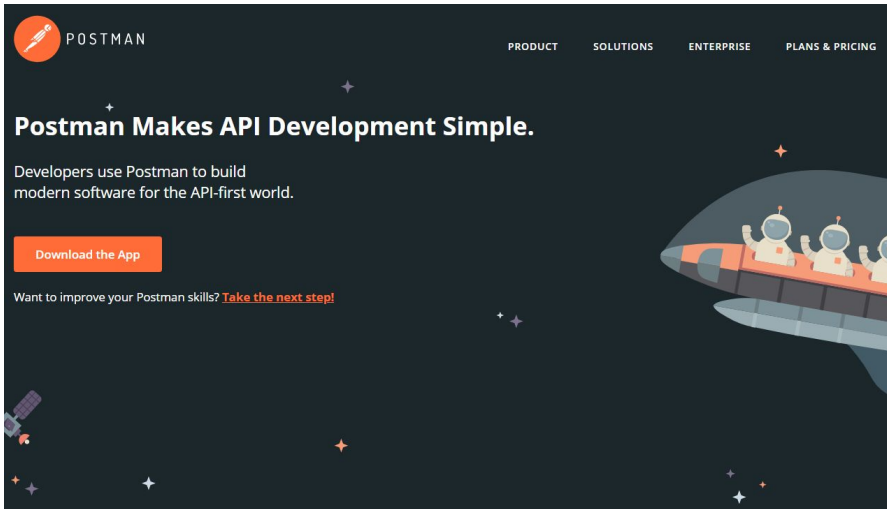 POSTMAN
PRODUCT SOLUTIONS ENTERPRISE PLANS & PRICING
Postman Makes API Development Simple.
Developers use Postman to build
modern software for the API-first world.
Download the App
Want to improve your Postman skills? Take the next step!